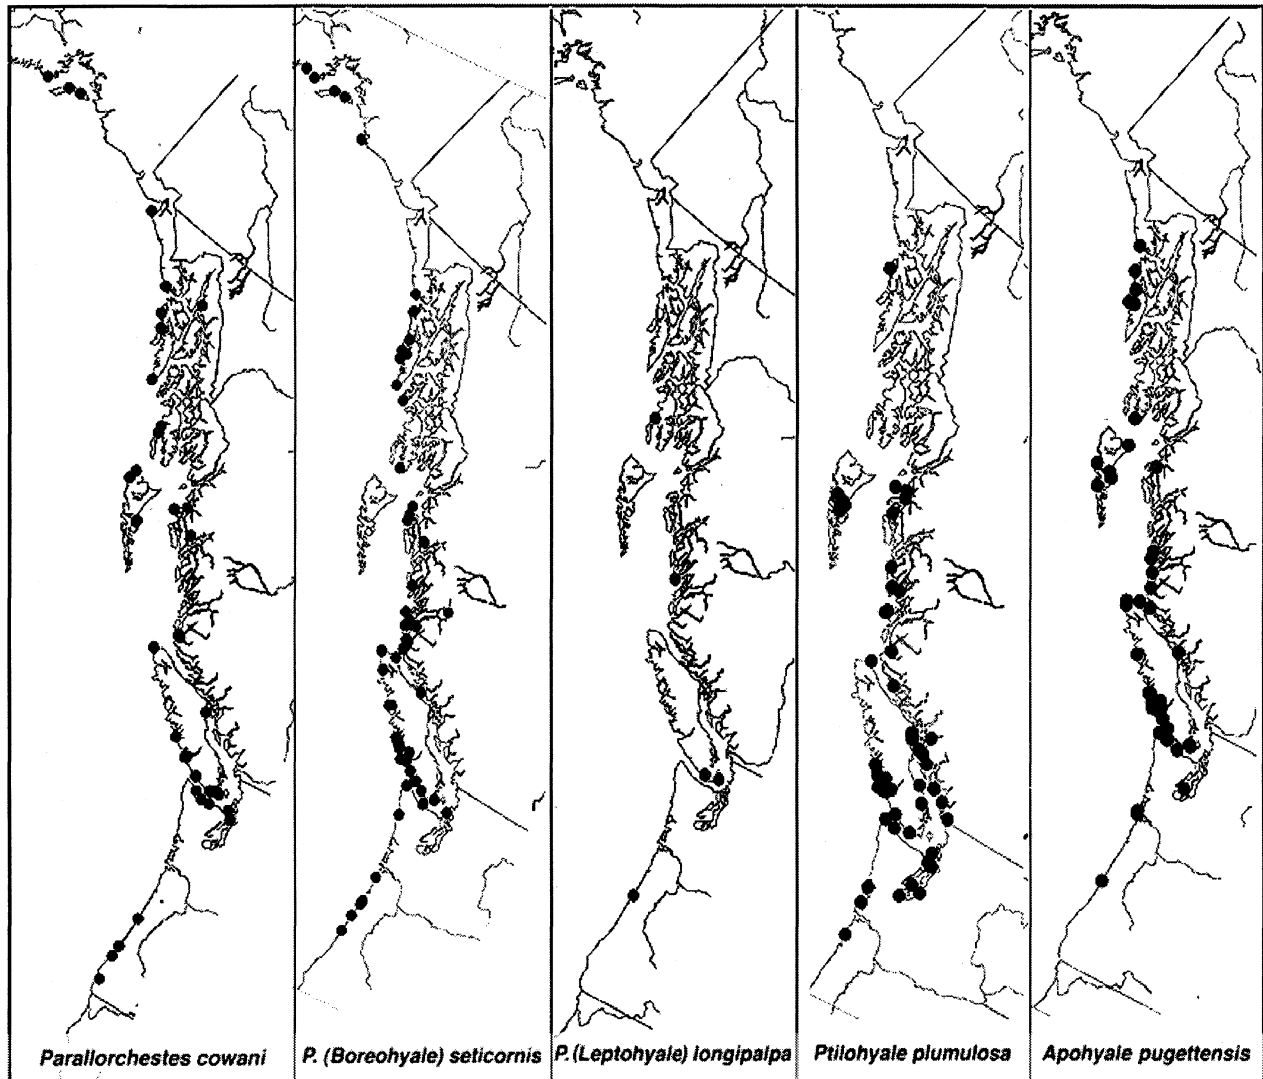 Parallorchestes cowani
P. (Boreohyale) seticornis
P. (Leptohyale) longipalpa
Ptilohyale plumulosa
Apohyale pugettensis